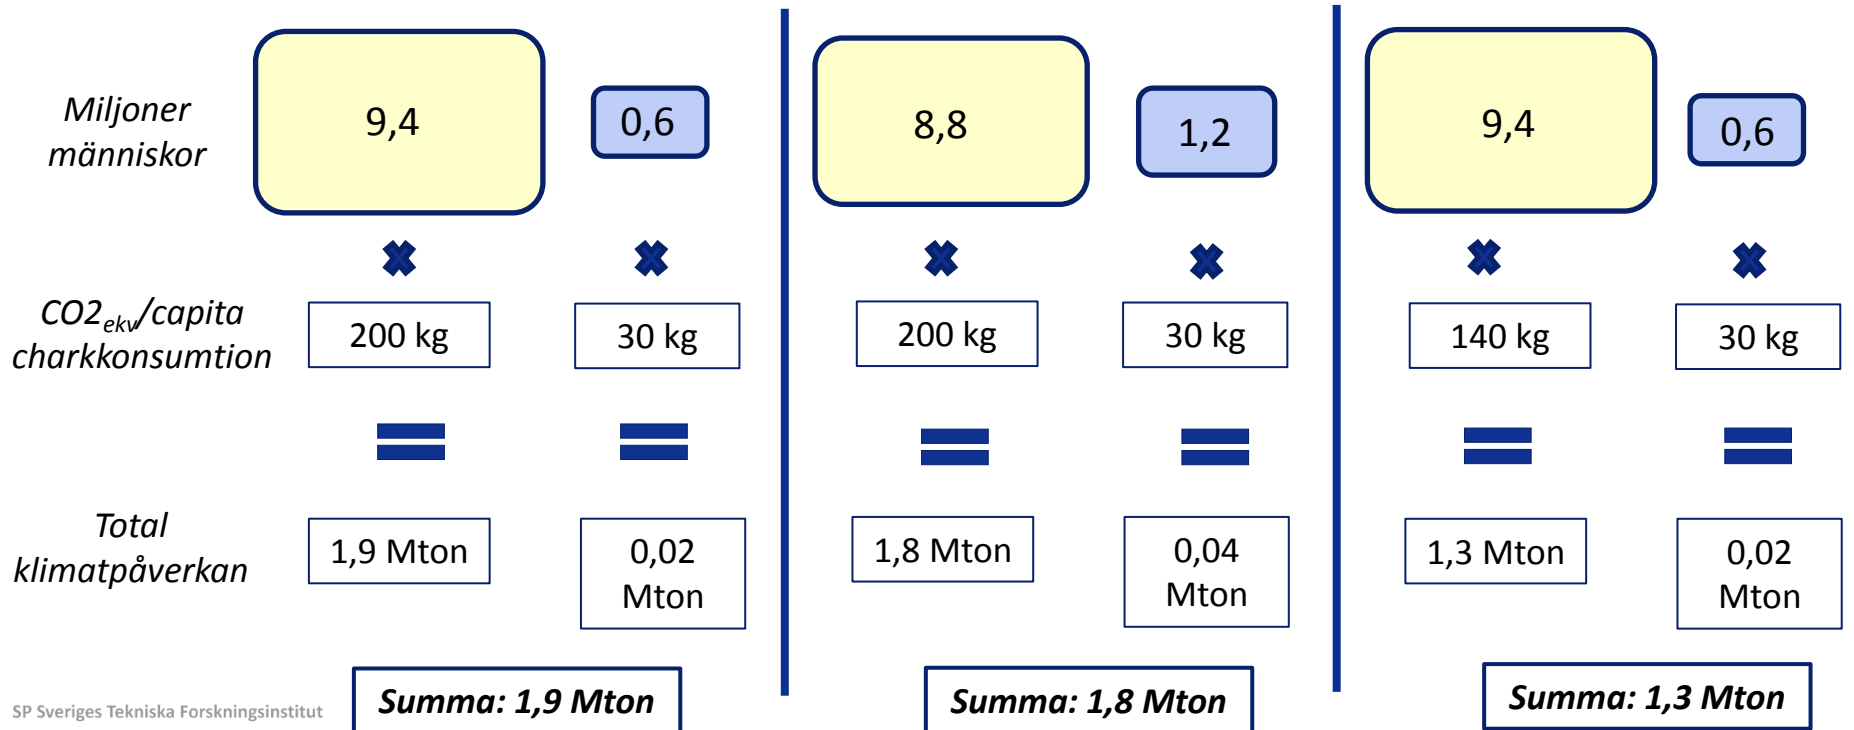 Miljoner
människor
9,4
0,6
8,8
1,2
9,4
0,6
CO2ekv/capita
charkkonsumtion
200 kg
30 kg
200 kg
30 kg
140 kg
30 kg
Total
klimatpåverkan
1,9 Mton
0,02
Mton
1,8 Mton
0,04
Mton
1,3 Mton
0,02
Mton
SP Sveriges Tekniska Forskningsinstitut
Summa: 1,9 Mton
Summa: 1,8 Mton
Summa: 1,3 Mton